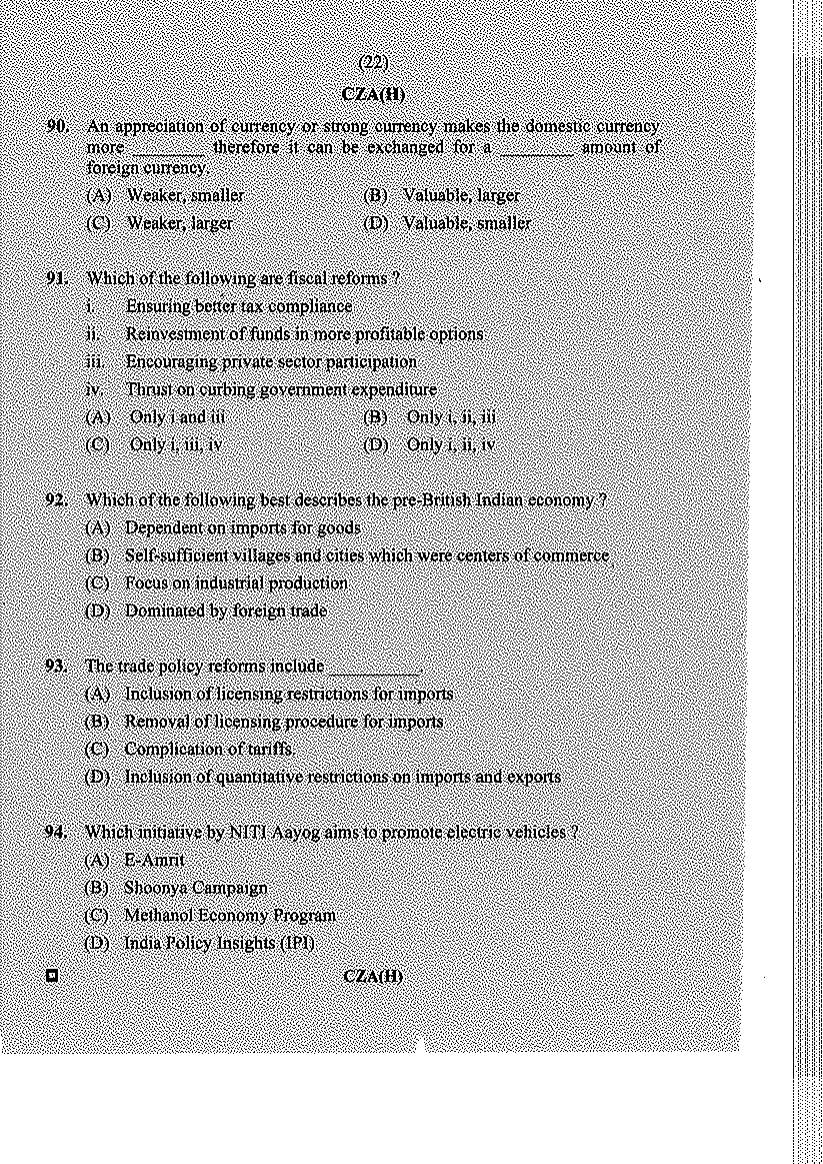 (22)
CZA(H)
90. An appreciation of currency or strong currency makes the domestic currency
more ________ therefore it can be exchanged for a ________ amount of
foreign currency.
(A) Weaker, smaller (B) Valuable, larger
(C) Weaker, larger (D) Valuable, smaller
91. Which of the following are fiscal reforms ?
i. Ensuring better tax compliance
ii. Reinvestment of funds in more profitable options
iii. Encouraging private sector participation
iv. Thrust on curbing government expenditure
(A) Only i and iii (B) Only i, ii, iii
(C) Only i, iii, iv (D) Only i, ii, iv
92. Which of the following best describes the pre-British Indian economy ?
(A) Dependent on imports for goods
(B) Self-sufficient villages and cities which were centers of commerce
(C) Focus on industrial production
(D) Dominated by foreign trade
93. The trade policy reforms include __________.
(A) Inclusion of licensing restrictions for imports
(B) Removal of licensing procedure for imports
(C) Complication of tariffs
(D) Inclusion of quantitative restrictions on imports and exports
94. Which initiative by NITI Aayog aims to promote electric vehicles ?
(A) E-Amrit
(B) Shoonya Campaign
(C) Methanol Economy Program
(D) India Policy Insights (IPI)
CZA(H)